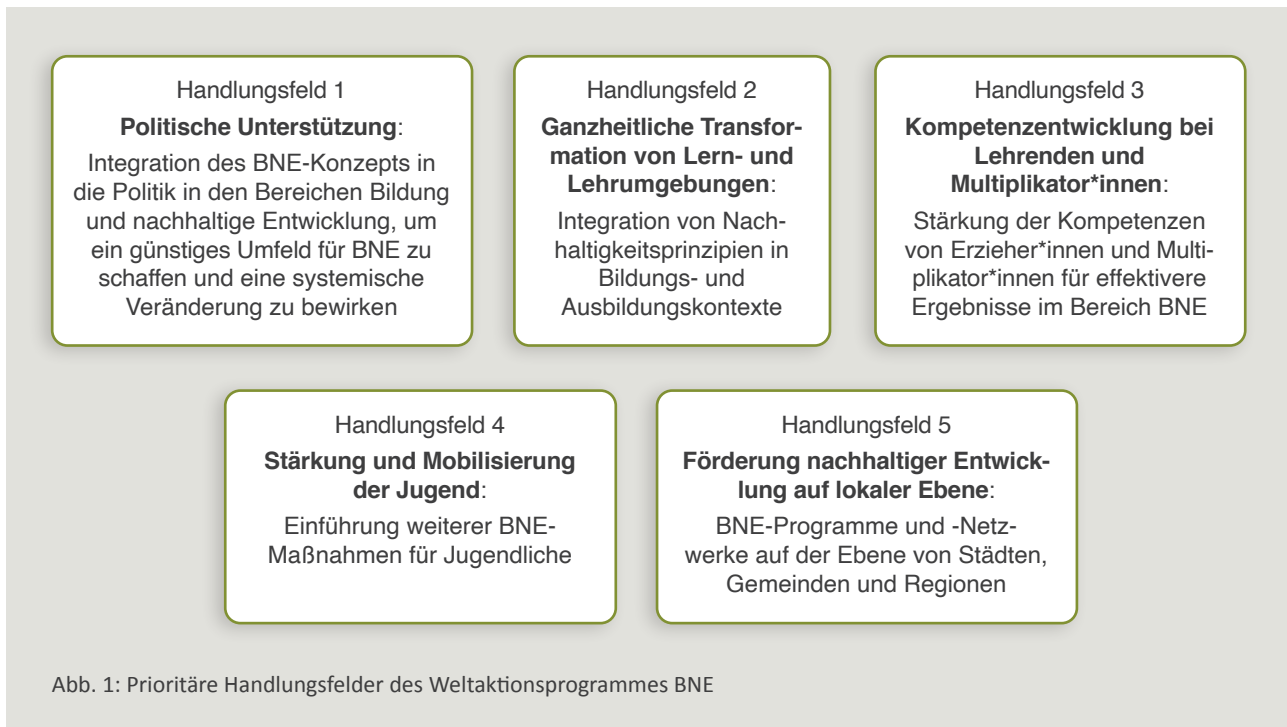 Handlungsfeld 1
Politische Unterstützung:
Integration des BNE-Konzepts in
die Politik in den Bereichen Bildung
und nachhaltige Entwicklung, um
ein günstiges Umfeld für BNE zu
schaffen und eine systemische
Veränderung zu bewirken
Handlungsfeld 2
Ganzheitliche Transfor-
mation von Lern- und
Lehrumgebungen:
Integration von Nach-
haltigkeitsprinzipien in
Bildungs- und
Ausbildungskontexte
Handlungsfeld 3
Kompetenzentwicklung bei
Lehrenden und
Multiplikator*innen:
Stärkung der Kompetenzen
von Erzieher*innen und Multi-
plikator*innen für effektivere
Ergebnisse im Bereich BNE
Handlungsfeld 4
Stärkung und Mobilisierung
der Jugend:
Einführung weiterer BNE-
Maßnahmen für Jugendliche
Handlungsfeld 5
Förderung nachhaltiger Entwick-
lung auf lokaler Ebene:
BNE-Programme und -Netz-
werke auf der Ebene von Städten,
Gemeinden und Regionen
Abb. 1: Prioritäre Handlungsfelder des Weltaktionsprogrammes BNE